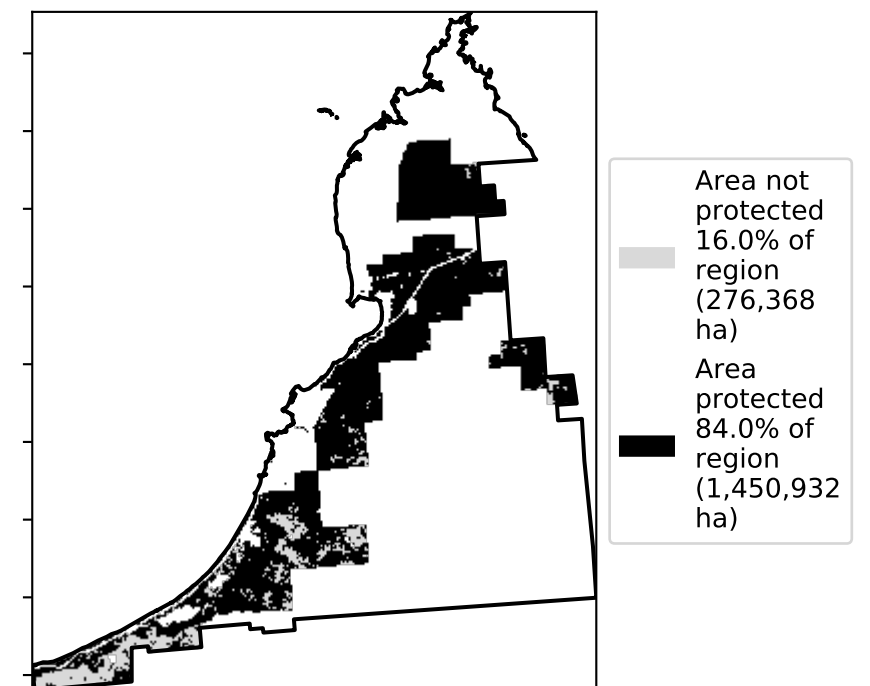 Area not
protected
16.0% of
region
(276,368
ha)
Area
protected
84.0% of
region
(1,450,932
ha)